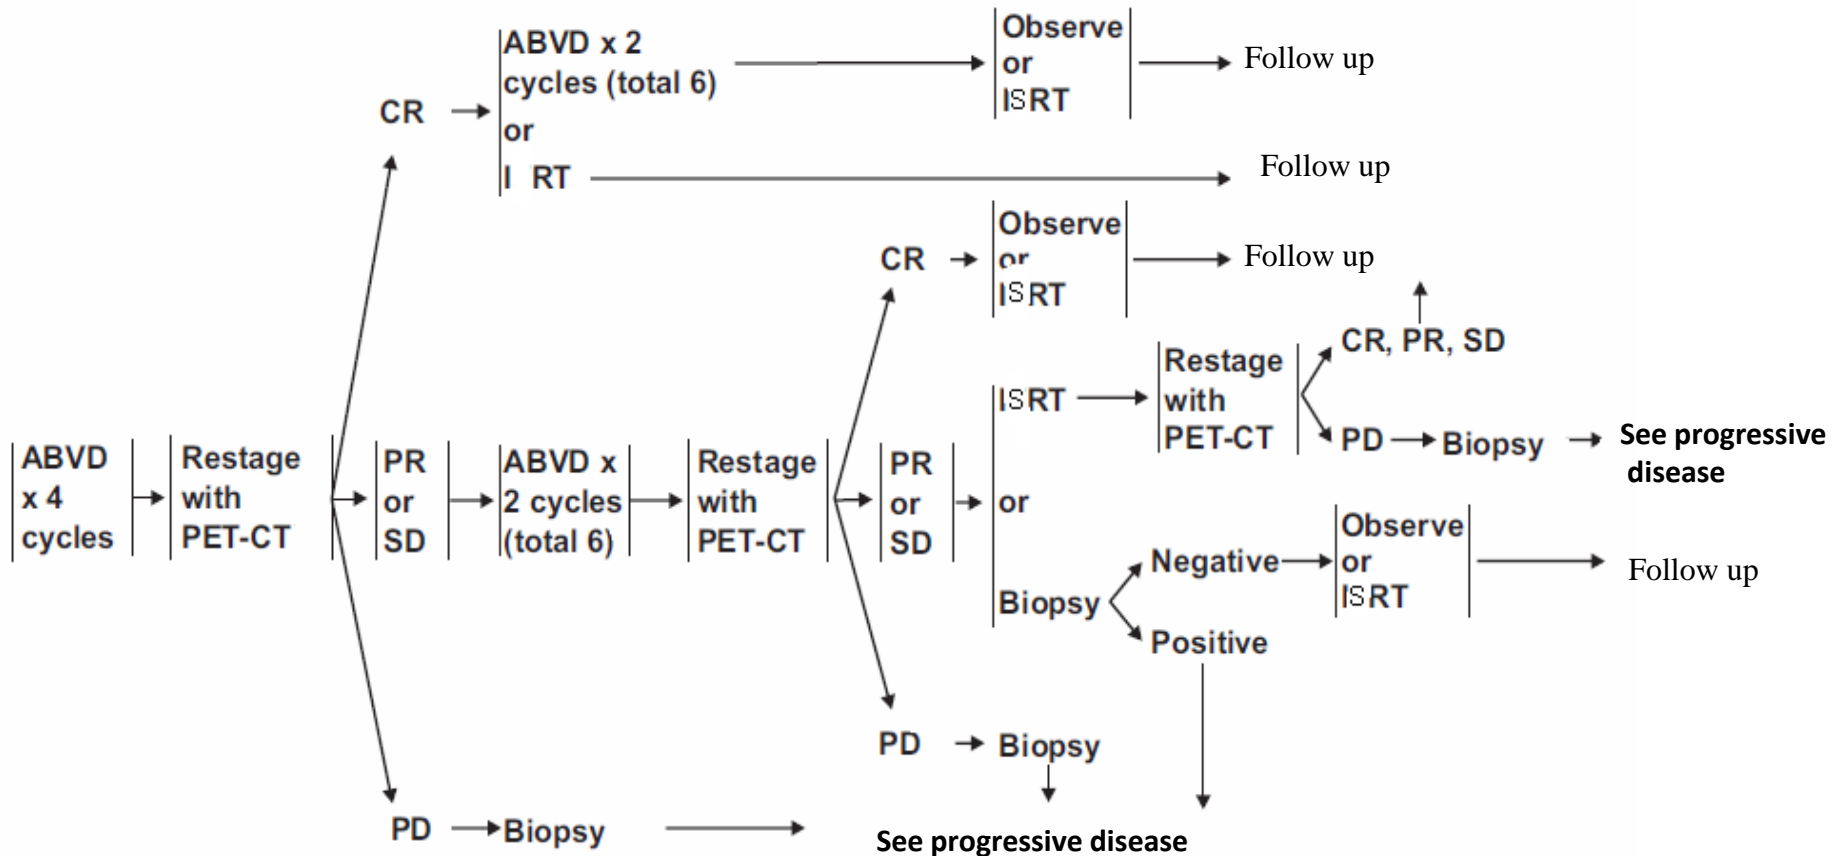 ABVD x 2
cycles (total 6)
or
I RT
Observe
or
ISRT
Follow up
CR
Follow up
Observe
or
ISRT
CR
Follow up
CR, PR, SD
Restage
with
PET-CT
ISRT
PD
Biopsy
See progressive
disease
ABVD
x 4
cycles
Restage
with
PET-CT
PR
or
SD
ABVD x
2 cycles
(total 6)
Restage
with
PET-CT
PR
or
SD
or
Biopsy
Negative
Observe
or
ISRT
Follow up
Positive
PD
Biopsy
PD
Biopsy
See progressive disease